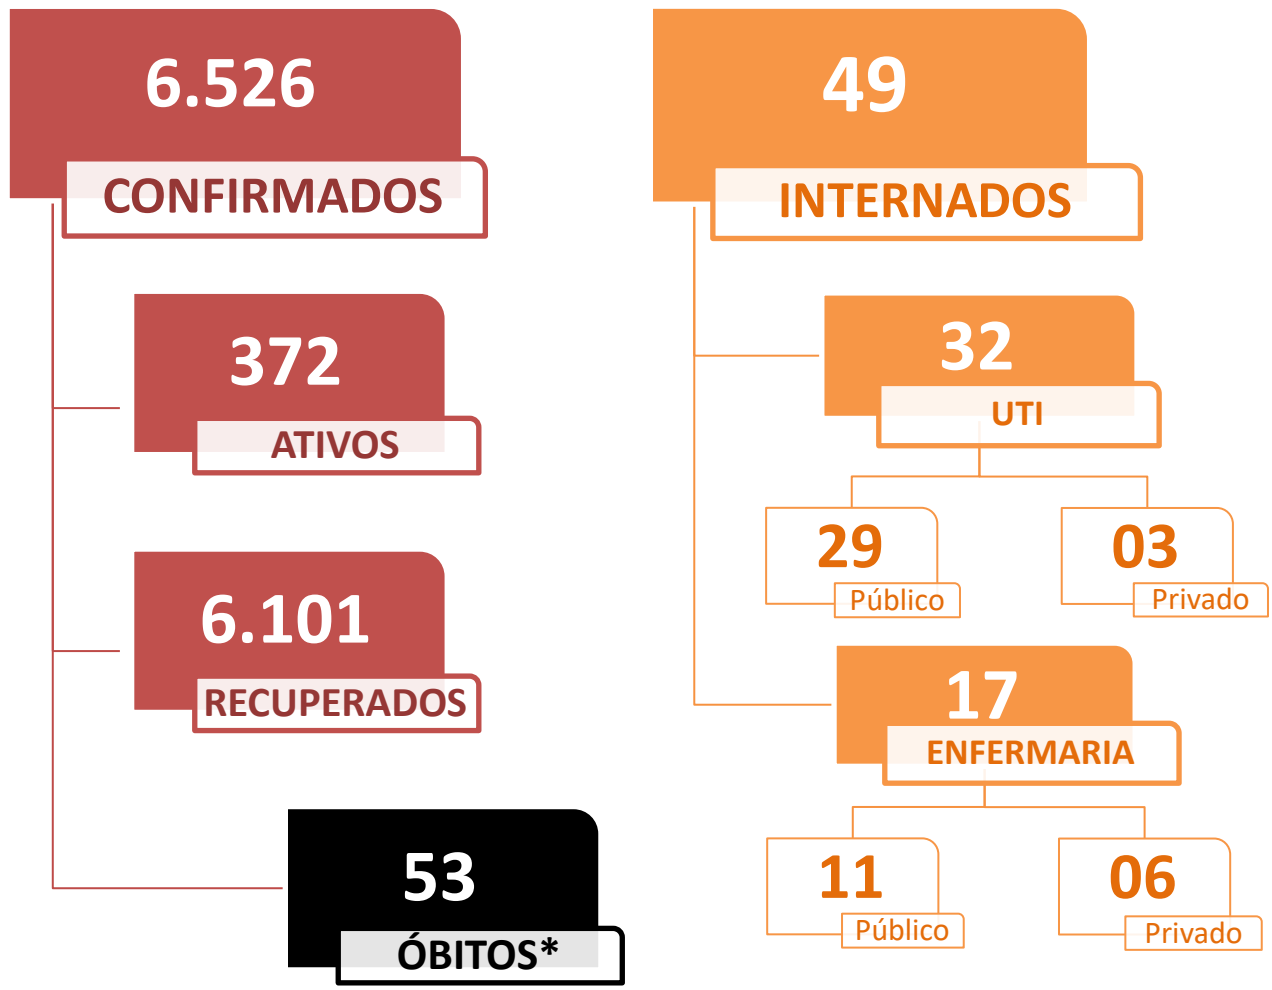 6.526
CONFIRMADOS
372
ATIVOS
6.101
RECUPERADOS
53
ÓBITOS*
49
INTERNADOS
32
UTI
29
Público
03
Privado
17
ENFERMARIA
11
Público
06
Privado